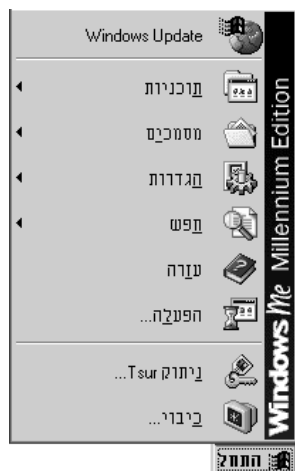 Windows Update
תוכניות
מסמכים
הגדרות
חפש
עזרה
הפעלה...
ניתוק Tsur...
כיבוי...
Windows Me Millennium Edition
התחל